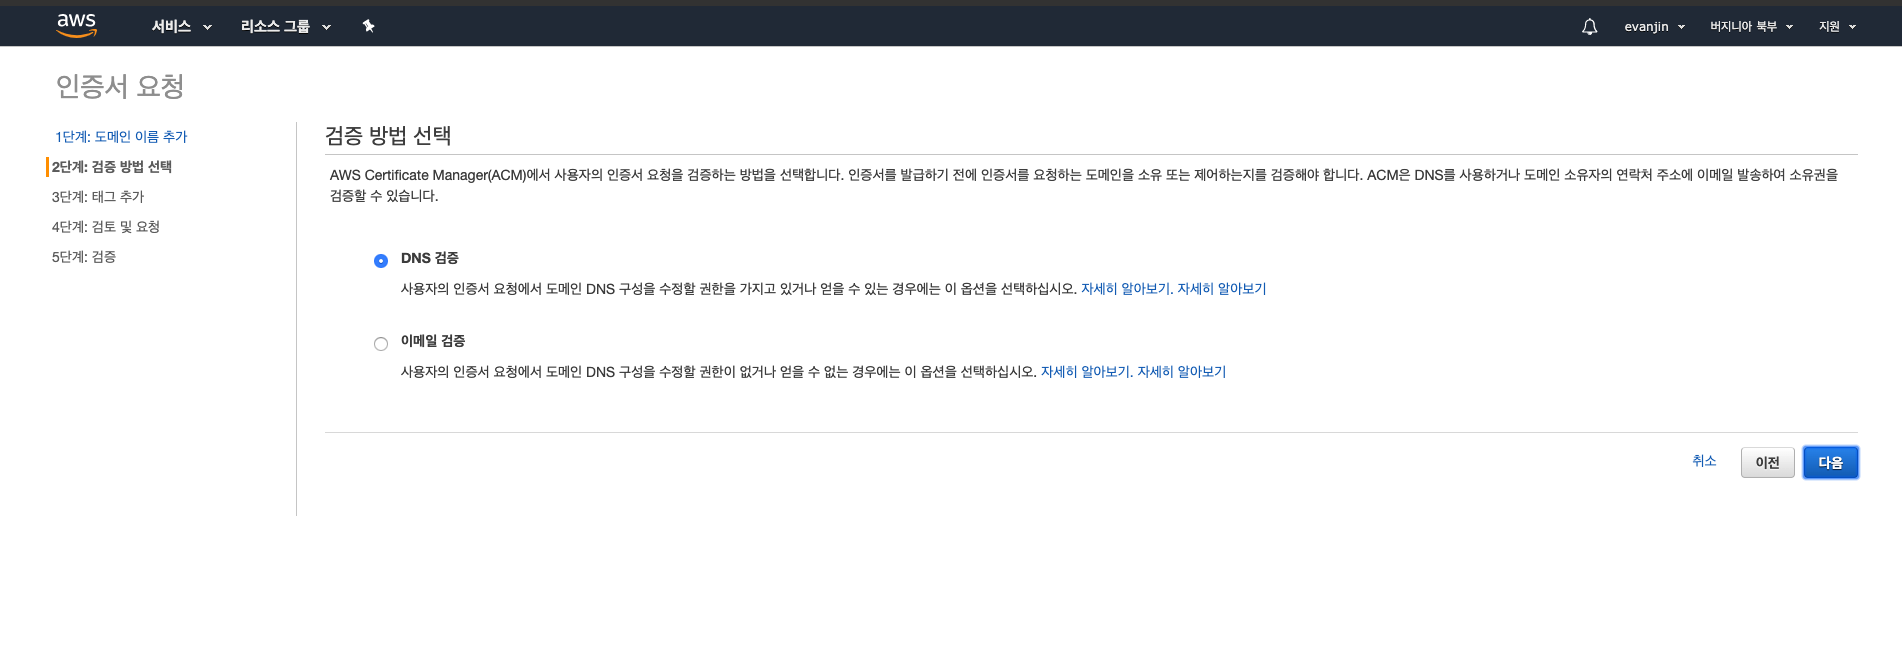 aws 서비스 리소스 그룹 evanjin 버지니아 북부 지원
인증서 요청
1단계: 도메인 이름 추가
2단계: 검증 방법 선택
3단계: 태그 추가
4단계: 검토 및 요청
5단계: 검증
검증 방법 선택
AWS Certificate Manager(ACM)에서 사용자의 인증서 요청을 검증하는 방법을 선택합니다. 인증서를 발급하기 전에 인증서를 요청하는 도메인을 소유 또는 제어하는지를 검증해야 합니다. ACM은 DNS를 사용하거나 도메인 소유자의 연락처 주소에 이메일 발송하여 소유권을
검증할 수 있습니다.
DNS 검증
사용자의 인증서 요청에서 도메인 DNS 구성을 수정할 권한을 가지고 있거나 얻을 수 있는 경우에는 이 옵션을 선택하십시오. 자세히 알아보기. 자세히 알아보기
이메일 검증
사용자의 인증서 요청에서 도메인 DNS 구성을 수정할 권한이 없거나 얻을 수 없는 경우에는 이 옵션을 선택하십시오. 자세히 알아보기. 자세히 알아보기
취소 이전 다음